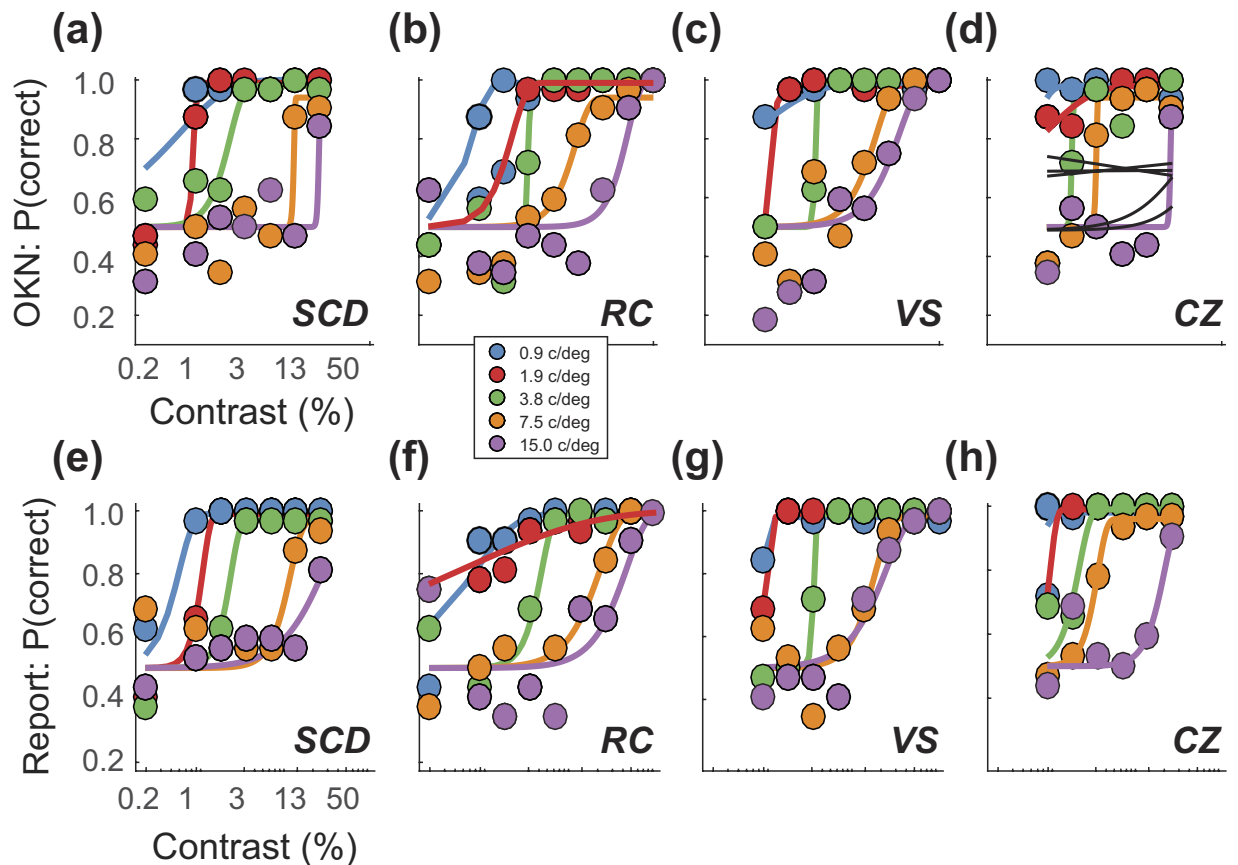 (a) (b) (c) (d)
OKN: P(correct)
1.0
0.8
0.6
0.4
0.2
SCD RC VS CZ
0.2 1 3 13 50
Contrast (%)
0.9 c/deg
1.9 c/deg
3.8 c/deg
7.5 c/deg
15.0 c/deg
(e) (f) (g) (h)
Report: P(correct)
1.0
0.8
0.6
0.4
0.2
SCD RC VS CZ
0.2 1 3 13 50
Contrast (%)